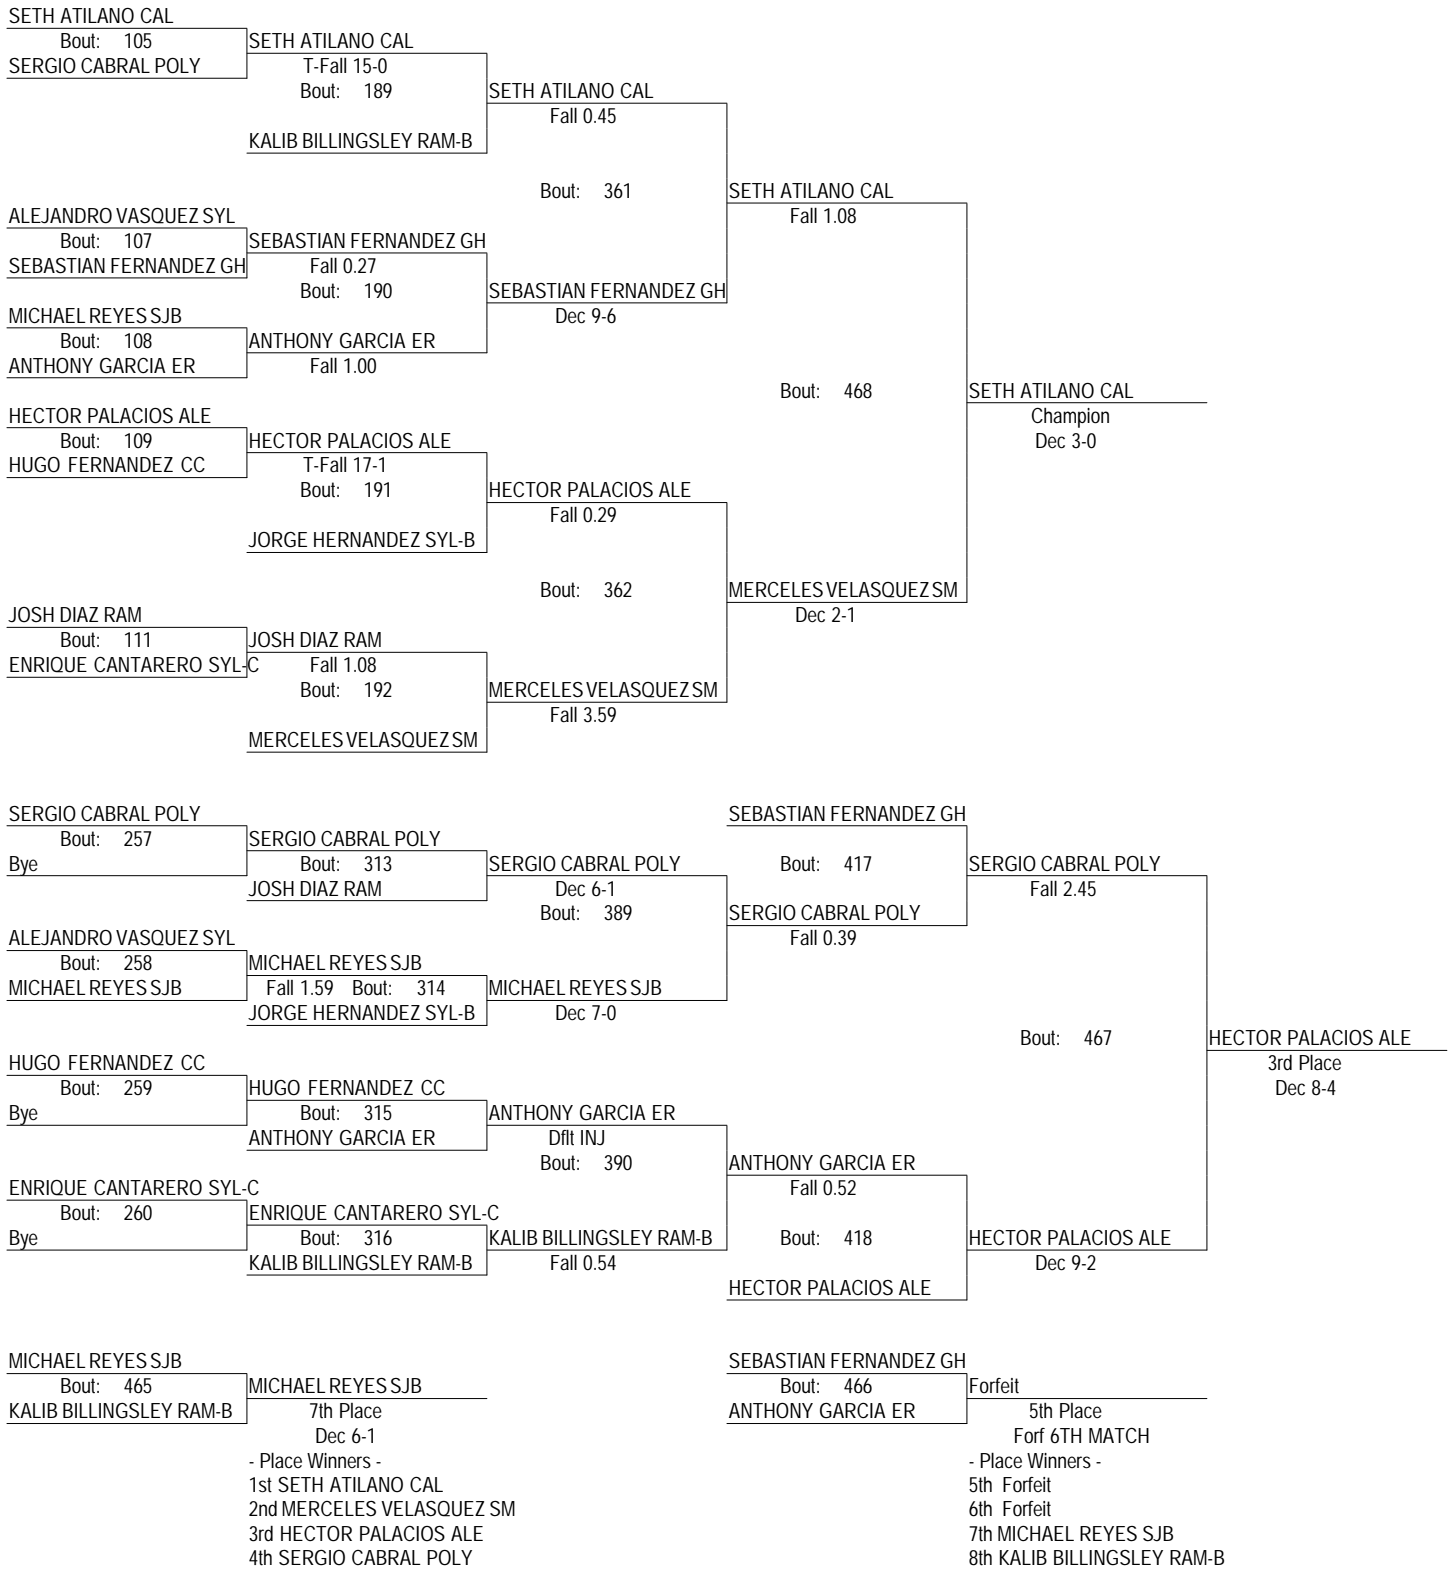 SETH ATILANO CAL
Bout: 105
SETH ATILANO CAL
SERGIO CABRAL POLY
T-Fall 15-0
Bout: 189
SETH ATILANO CAL
Fall 0.45
KALIB BILLINGSLEY RAM-B
Bout: 361
SETH ATILANO CAL
Fall 1.08
ALEJANDRO VASQUEZ SYL
Bout: 107
SEBASTIAN FERNANDEZ GH
SEBASTIAN FERNANDEZ GH
Fall 0.27
Bout: 190
SEBASTIAN FERNANDEZ GH
Dec 9-6
MICHAEL REYES SJB
Bout: 108
ANTHONY GARCIA ER
ANTHONY GARCIA ER
Fall 1.00
Bout: 468
SETH ATILANO CAL
Champion
Dec 3-0
HECTOR PALACIOS ALE
Bout: 109
HECTOR PALACIOS ALE
HUGO FERNANDEZ CC
T-Fall 17-1
Bout: 191
HECTOR PALACIOS ALE
Fall 0.29
JORGE HERNANDEZ SYL-B
Bout: 362
MERCELES VELASQUEZ SM
Dec 2-1
JOSH DIAZ RAM
Bout: 111
JOSH DIAZ RAM
ENRIQUE CANTARERO SYL-C
Fall 1.08
Bout: 192
MERCELES VELASQUEZ SM
Fall 3.59
MERCELES VELASQUEZ SM
SERGIO CABRAL POLY
Bout: 257
SERGIO CABRAL POLY
Bye
Bout: 313
SERGIO CABRAL POLY
JOSH DIAZ RAM
Dec 6-1
Bout: 389
SEBASTIAN FERNANDEZ GH
Bout: 417
SERGIO CABRAL POLY
Fall 2.45
SERGIO CABRAL POLY
Fall 0.39
ALEJANDRO VASQUEZ SYL
Bout: 258
MICHAEL REYES SJB
MICHAEL REYES SJB
Fall 1.59 Bout: 314
MICHAEL REYES SJB
JORGE HERNANDEZ SYL-B
Dec 7-0
Bout: 467
HECTOR PALACIOS ALE
3rd Place
Dec 8-4
HUGO FERNANDEZ CC
Bout: 259
HUGO FERNANDEZ CC
Bye
Bout: 315
ANTHONY GARCIA ER
ANTHONY GARCIA ER
Dflt INJ
Bout: 390
ANTHONY GARCIA ER
Fall 0.52
ENRIQUE CANTARERO SYL-C
Bout: 260
ENRIQUE CANTARERO SYL-C
Bye
Bout: 316
KALIB BILLINGSLEY RAM-B
KALIB BILLINGSLEY RAM-B
Fall 0.54
Bout: 418
HECTOR PALACIOS ALE
Dec 9-2
HECTOR PALACIOS ALE
MICHAEL REYES SJB
Bout: 465
MICHAEL REYES SJB
KALIB BILLINGSLEY RAM-B
7th Place
Dec 6-1
- Place Winners -
1st SETH ATILANO CAL
2nd MERCELES VELASQUEZ SM
3rd HECTOR PALACIOS ALE
4th SERGIO CABRAL POLY
SEBASTIAN FERNANDEZ GH
Bout: 466
Forfeit
ANTHONY GARCIA ER
5th Place
Forf 6TH MATCH
- Place Winners -
5th Forfeit
6th Forfeit
7th MICHAEL REYES SJB
8th KALIB BILLINGSLEY RAM-B